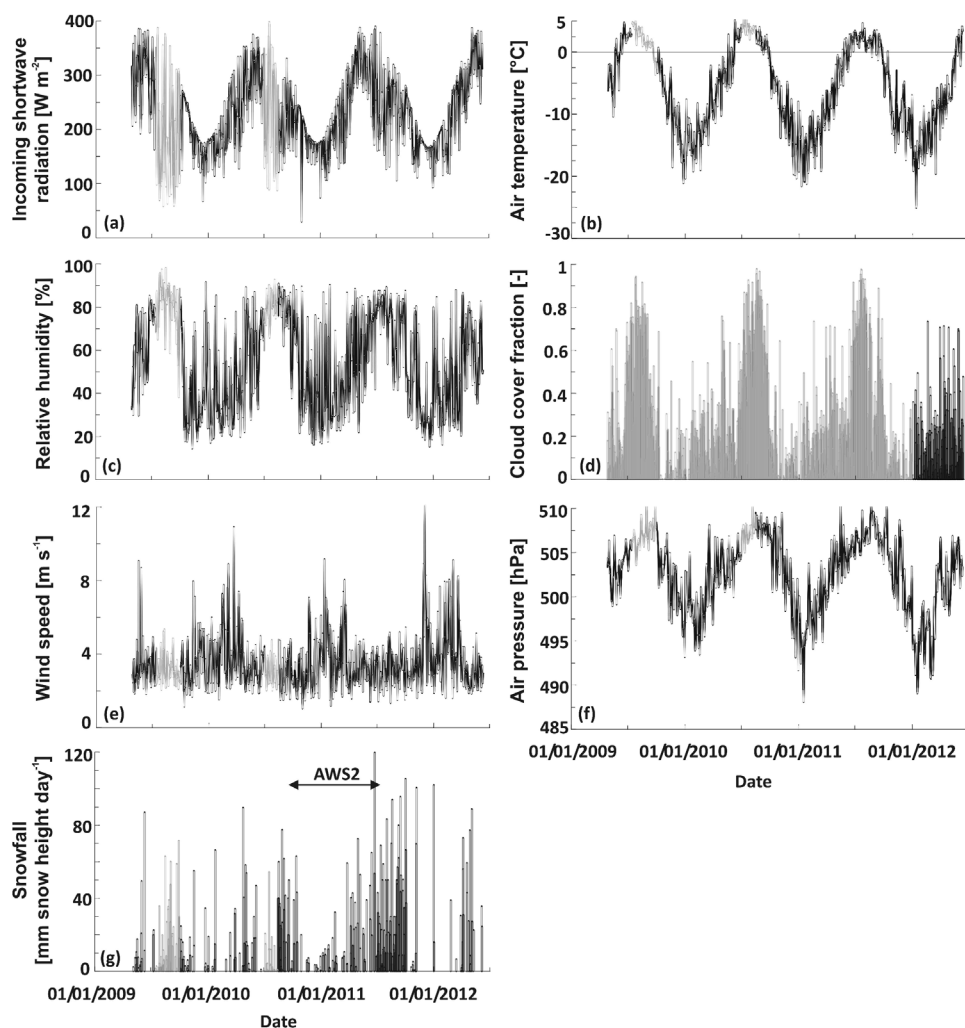 Incoming shortwave
radiation [W m⁻²]
400
300
200
100
0
(a)
Air temperature [°C]
5
0
-10
-20
-30
(b)
Relative humidity [%]
100
80
60
40
20
0
(c)
Cloud cover fraction [-]
1
0.8
0.6
0.4
0.2
0
(d)
Wind speed [m s⁻¹]
12
8
4
0
(e)
Air pressure [hPa]
510
505
500
495
490
485
(f)
01/01/2009 01/01/2010 01/01/2011 01/01/2012
Date
Snowfall
[mm snow height day⁻¹]
120
80
40
20
0
AWS2
(g)
01/01/2009 01/01/2010 01/01/2011 01/01/2012
Date